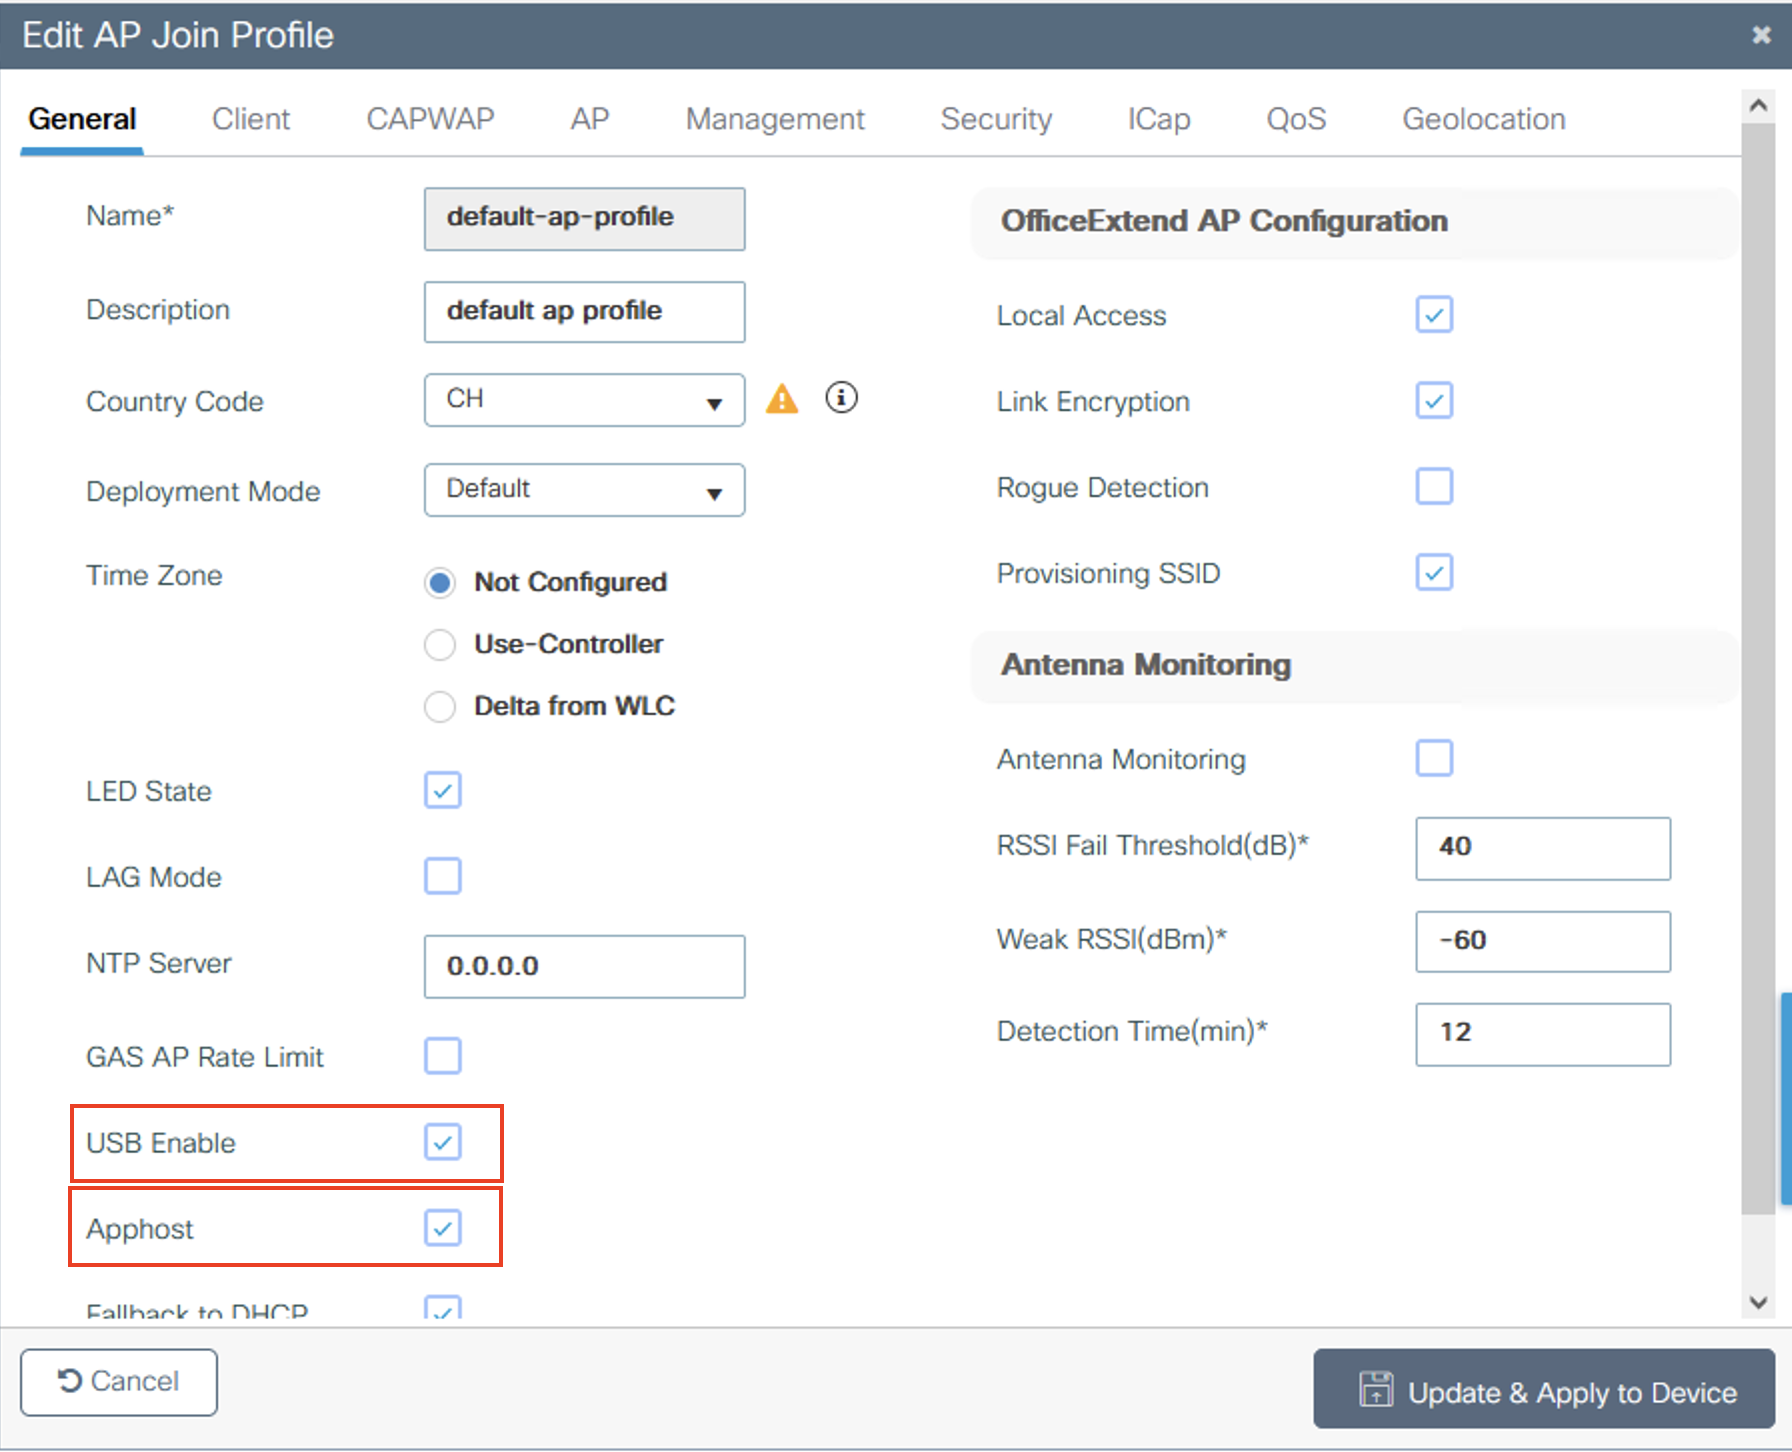 Edit AP Join Profile
General Client CAPWAP AP Management Security ICap QoS Geolocation
Name* default-ap-profile
Description default ap profile
Country Code CH
Deployment Mode Default
Time Zone Not Configured
Use-Controller
Delta from WLC
LED State
LAG Mode
NTP Server 0.0.0.0
GAS AP Rate Limit
USB Enable
Apphost
Fallback to DHCP
OfficeExtend AP Configuration
Local Access
Link Encryption
Rogue Detection
Provisioning SSID
Antenna Monitoring
Antenna Monitoring
RSSI Fail Threshold(dB)* 40
Weak RSSI(dBm)* -60
Detection Time(min)* 12
Cancel
Update & Apply to Device